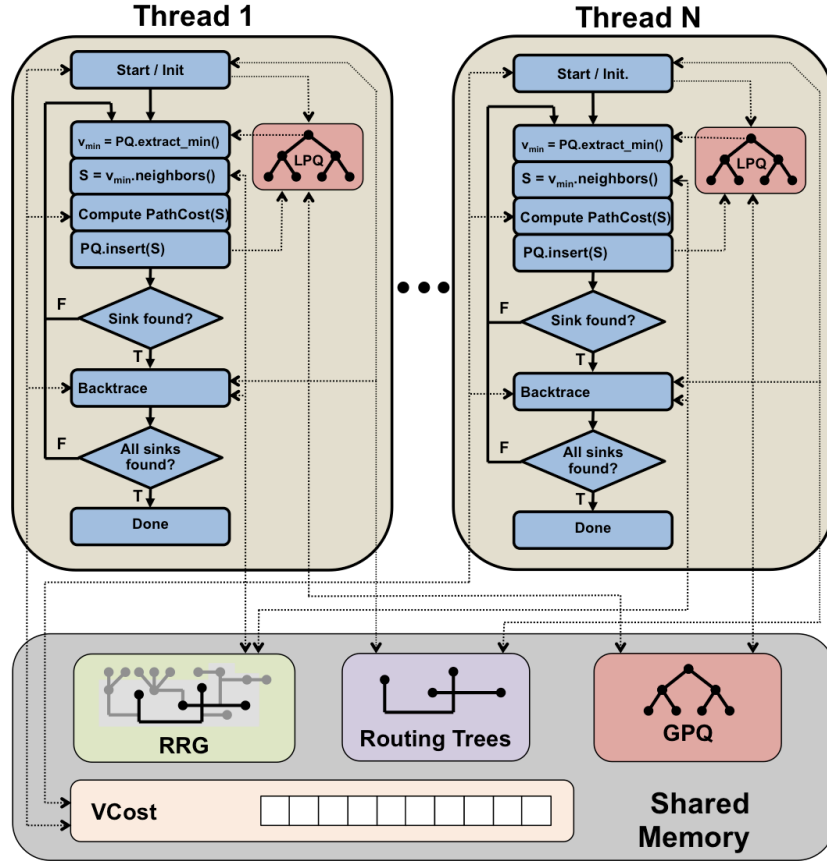 Thread 1
Start / Init
vmin = PQ.extract_min()
S = vmin.neighbors()
Compute PathCost(S)
PQ.insert(S)
LPQ
Sink found?
F
T
Backtrace
All sinks
found?
F
T
Done
Thread N
Start / Init.
vmin = PQ.extract_min()
S = vmin.neighbors()
Compute PathCost(S)
PQ.insert(S)
LPQ
Sink found?
F
T
Backtrace
All sinks
found?
F
T
Done
RRG
Routing Trees
GPQ
VCost
Shared
Memory